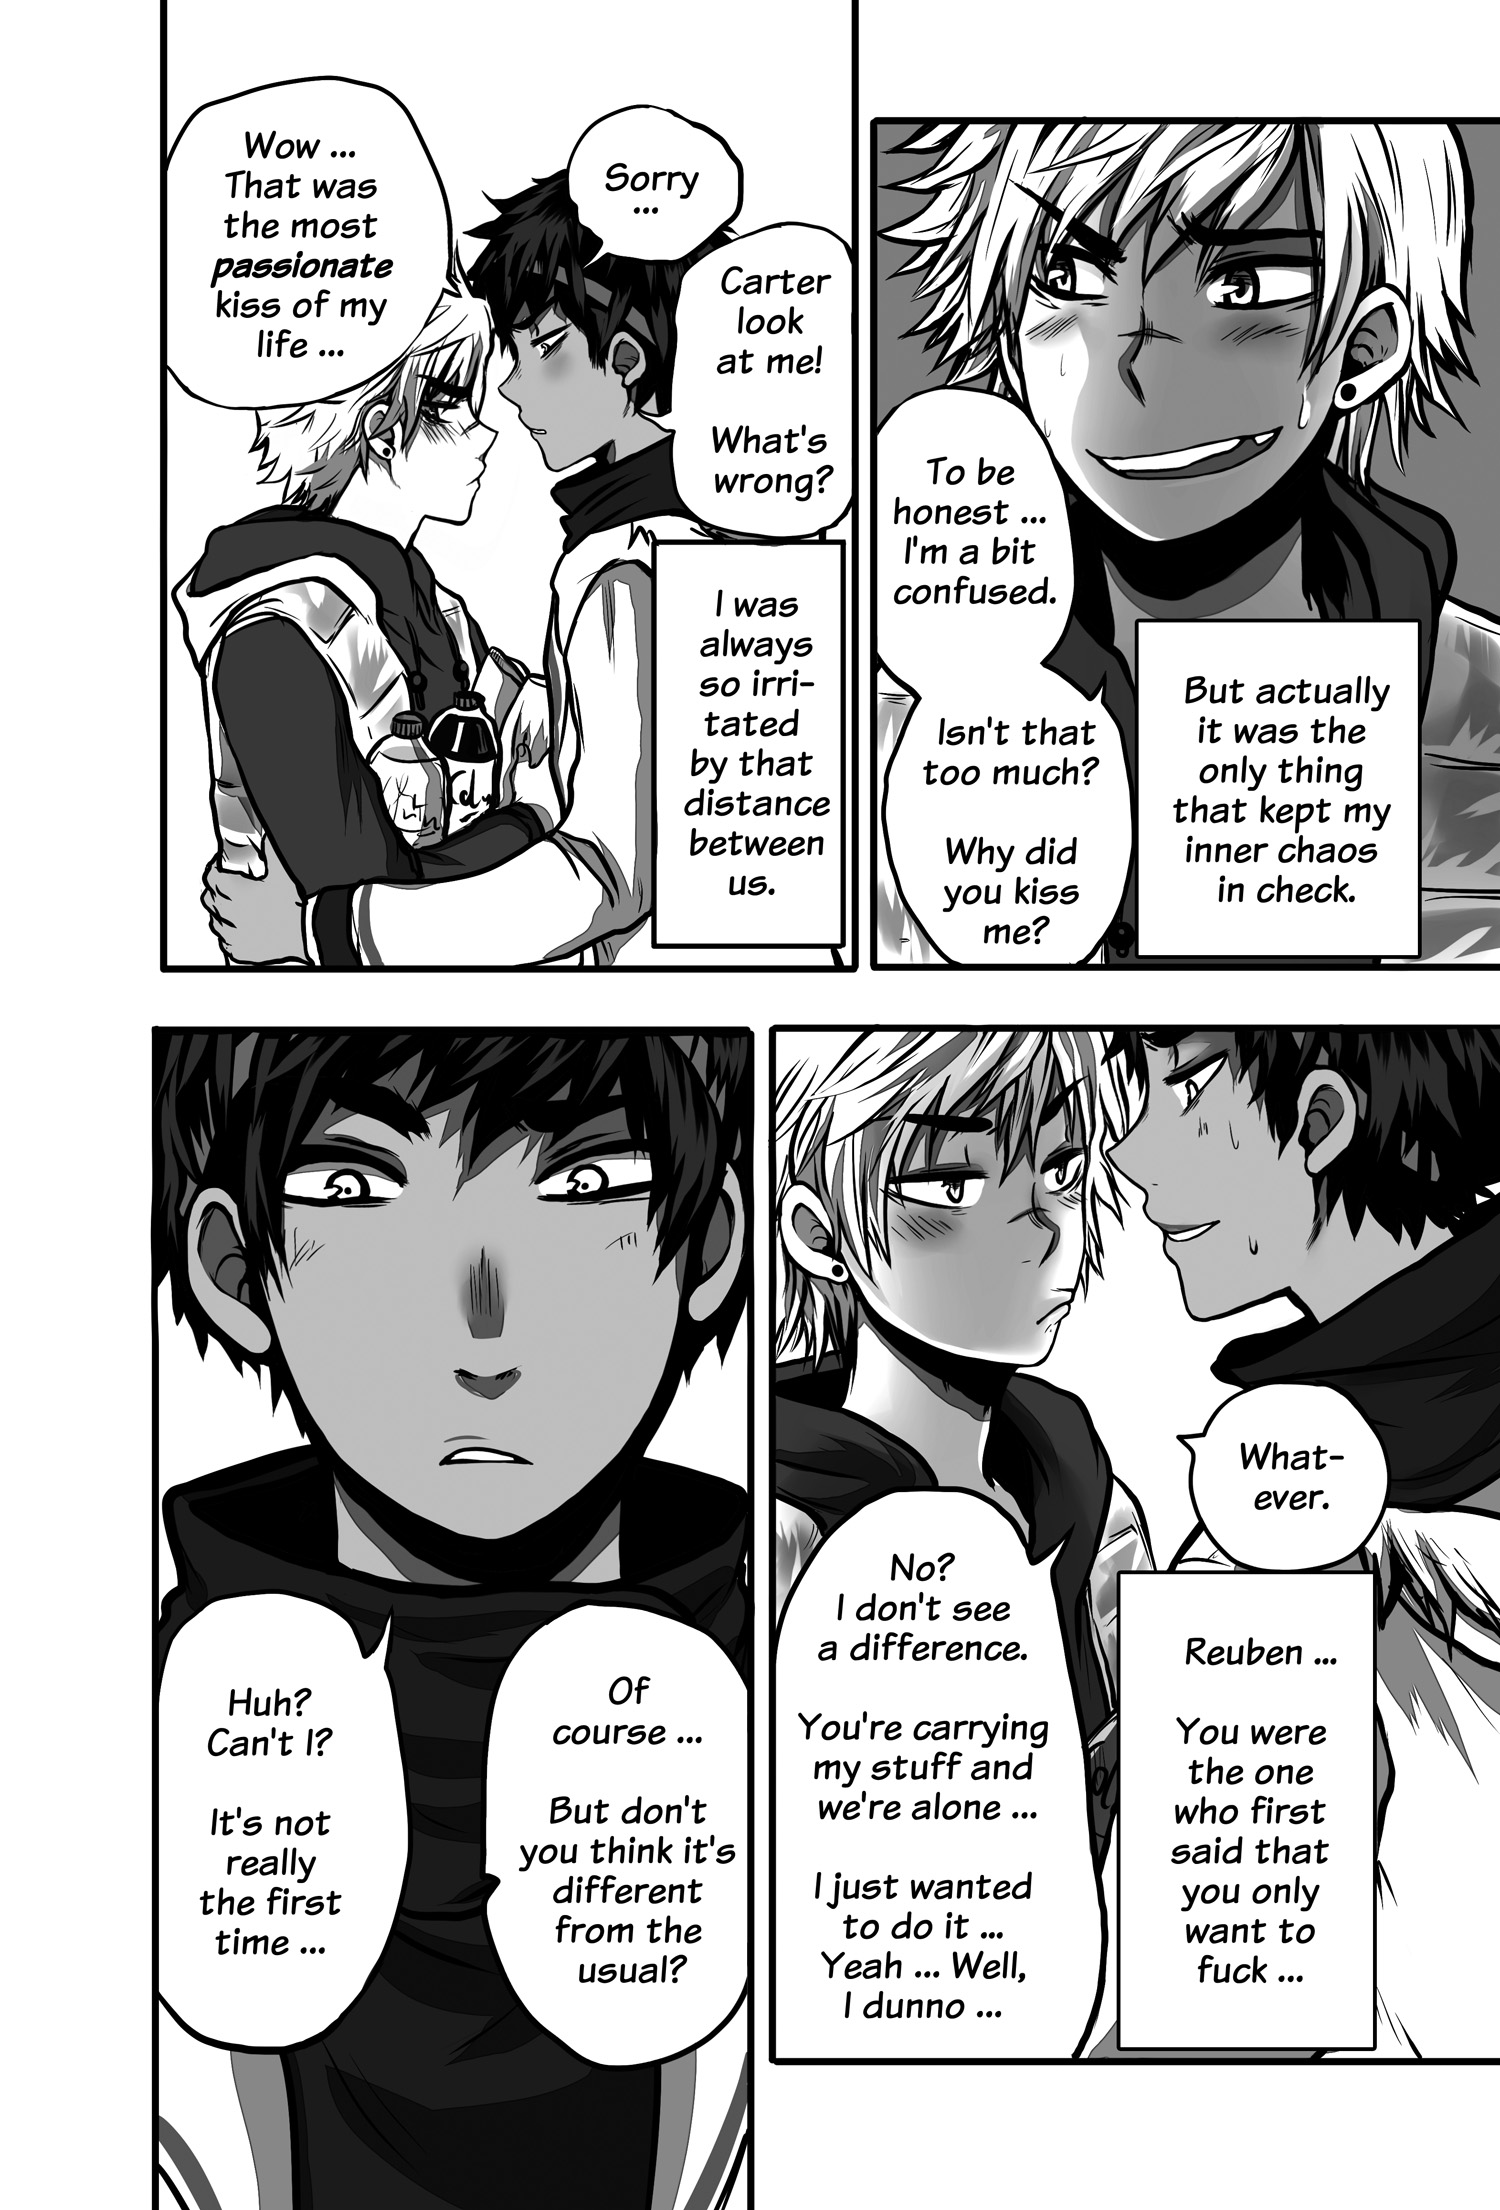 Wow ...
That was
the most
passionate
kiss of my
life ...
Sorry
...
Carter
look
at me!
What's
wrong?
I was
always
so irri-
tated
by that
distance
between
us.
To be
honest ...
I'm a bit
confused.
Isn't that
too much?
Why did
you kiss
me?
But actually
it was the
only thing
that kept my
inner chaos
in check.
Huh?
Can't I?
It's not
really
the first
time ...
Of
course ...
But don't
you think it's
different
from the
usual?
No?
I don't see
a difference.
You're carrying
my stuff and
we're alone ...
I just wanted
to do it ...
Yeah ... Well,
I dunno ...
What-
ever.
Reuben ...
You were
the one
who first
said that
you only
want to
fuck ...